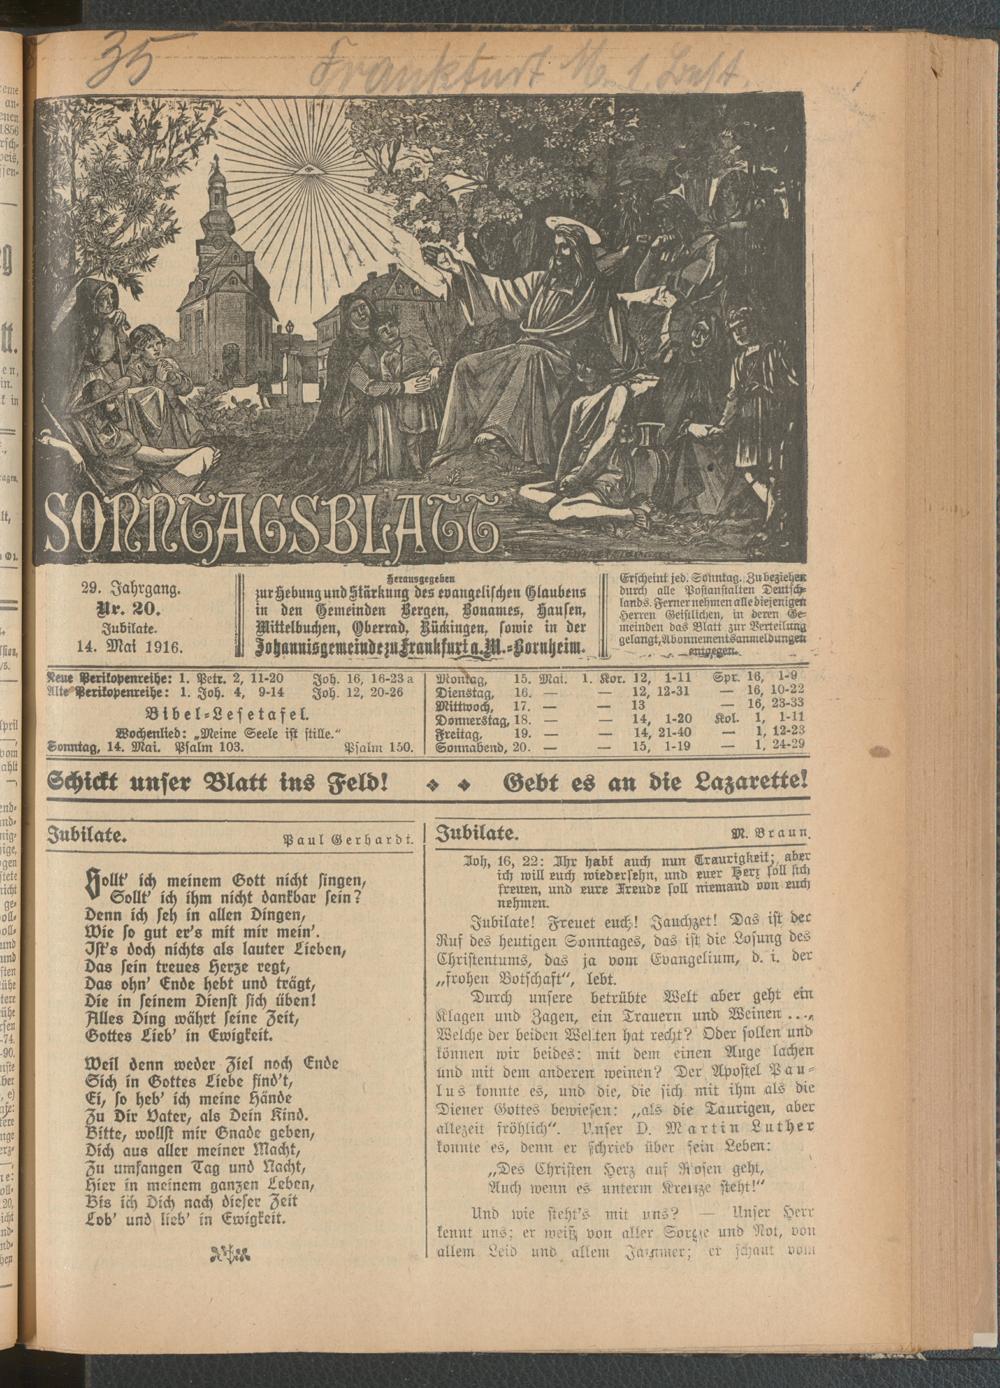 35 Frankfurt M.
SONNTAGSBLATT
29. Jahrgang.
Nr. 20.
Jubilate.
14. Mai 1916.
Herausgegeben
zur Hebung und Stärkung des evangelischen Glaubens
in den Gemeinden Bergen, Bonames, Hausen,
Mittelbuchen, Oberrad, Rückingen, sowie in der
Johannisgemeinde zu Frankfurt a. M.-Bornheim.
Erscheint jed. Sonntag. Zu beziehen
durch alle Postanstalten Deutsch-
lands. Ferner nehmen alle diejenigen
Herren Geistlichen, in deren Ge-
meinden das Blatt zur Verteilung
gelangt, Abonnementsanmeldungen
entgegen.
Neue Perikopenreihe: 1. Petr. 2, 11-20 Joh. 16, 16-23 a
Alte Perikopenreihe: 1. Joh. 4, 9-14 Joh. 12, 20-26
Bibel-Lesetafel.
Wochenlied: „Meine Seele ist stille.“
Sonntag, 14. Mai. Psalm 103. Psalm 150.
Montag, 15. Mai. 1. Kor. 12, 1-11 Spr. 16, 1-9
Dienstag, 16. — 12, 12-31 — 16, 10-22
Mittwoch, 17. — 13 — 16, 23-33
Donnerstag, 18. — 14, 1-20 Kol. 1, 1-11
Freitag, 19. — 14, 21-40 — 1, 12-23
Sonnabend, 20. — 15, 1-19 — 1, 24-29
Schickt unser Blatt ins Feld! Gebt es an die Lazarette!
Jubilate. Paul Gerhardt.
Sollt' ich meinem Gott nicht singen,
Sollt' ich ihm nicht dankbar sein?
Denn ich seh in allen Dingen,
Wie so gut er's mit mir mein'.
Ist's doch nichts als lauter Lieben,
Das sein treues Herze regt,
Das ohn' Ende hebt und trägt,
Die in seinem Dienst sich üben!
Alles Ding währt seine Zeit,
Gottes Lieb' in Ewigkeit.
Weil denn weder Ziel noch Ende
Sich in Gottes Liebe find't,
Ei, so heb' ich meine Hände
Zu Dir Vater, als Dein Kind.
Bitte, wollst mir Gnade geben,
Dich aus aller meiner Macht,
Zu umfangen Tag und Nacht,
Hier in meinem ganzen Leben,
Bis ich Dich nach dieser Zeit
Lob' und lieb' in Ewigkeit.
Jubilate. M. Braun.
Joh, 16, 22: Ihr habt auch nun Traurigkeit; aber
ich will euch wiedersehn, und euer Herz soll sich
freuen, und eure Freude soll niemand von euch
nehmen.
Jubilate! Freuet euch! Jauchzet! Das ist der
Ruf des heutigen Sonntages, das ist die Losung des
Christentums, das ja vom Evangelium, d. i. der
„frohen Botschaft“, lebt.
Durch unsere betrübte Welt aber geht ein
Klagen und Zagen, ein Trauern und Weinen ....
Welche der beiden Welten hat recht? Oder sollen und
können wir beides: mit dem einen Auge lachen
und mit dem anderen weinen? Der Apostel Pau-
lus konnte es, und die, die sich mit ihm als die
Diener Gottes bewiesen: „als die Taurigen, aber
allezeit fröhlich“. Unser D. Martin Luther
konnte es, denn er schrieb über sein Leben:
„Des Christen Herz auf Rosen geht,
Auch wenn es unterm Kreuze steht!“
Und wie steht's mit uns? — Unser Herr
kennt uns; er weiß von aller Sorge und Not, von
allem Leid und allem Jammer; er schaut vom